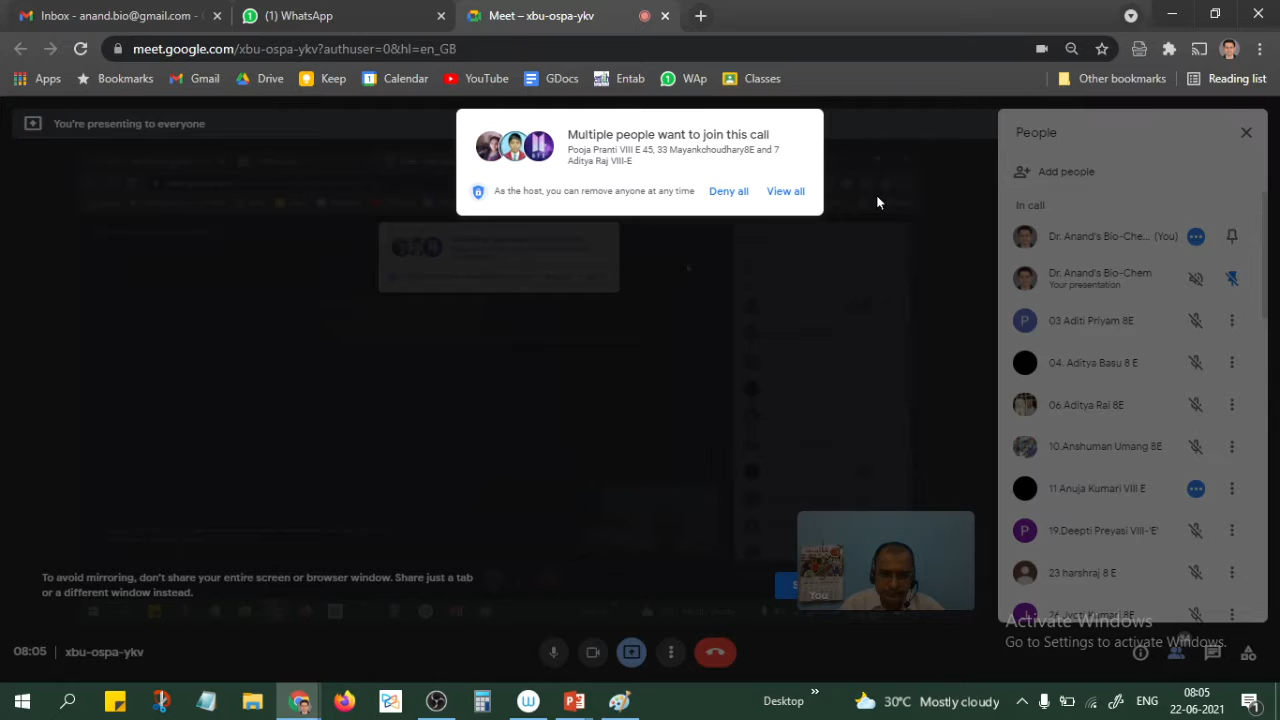 Inbox - anand.bio@gmail.com -
(1) WhatsApp
Meet – xbu-ospa-ykv
meet.google.com/xbu-ospa-ykv?authuser=0&hl=en_GB
Apps
Bookmarks
Gmail
Drive
Keep
Calendar
YouTube
GDocs
Entab
WAp
Classes
Other bookmarks
Reading list
You're presenting to everyone
Multiple people want to join this call
Pooja Pranti VIII E 45, 33 Mayankchoudhary8E and 7
Aditya Raj VIII-E
As the host, you can remove anyone at any time
Deny all
View all
People
Add people
In call
Dr. Anand's Bio-Che... (You)
Dr. Anand's Bio-Chem
Your presentation
P 03 Aditi Priyam 8E
04. Aditya Basu 8 E
06 Aditya Rai 8E
10.Anshuman Umang 8E
11 Anuja Kumari VIII E
P 19.Deepti Preyasi VIII-'E'
23 harshraj 8 E
To avoid mirroring, don't share your entire screen or browser window. Share just a tab
or a different window instead.
You
Activate Windows
Go to Settings to activate Windows.
08:05 | xbu-ospa-ykv
Desktop
30°C Mostly cloudy
ENG
08:05
22-06-2021